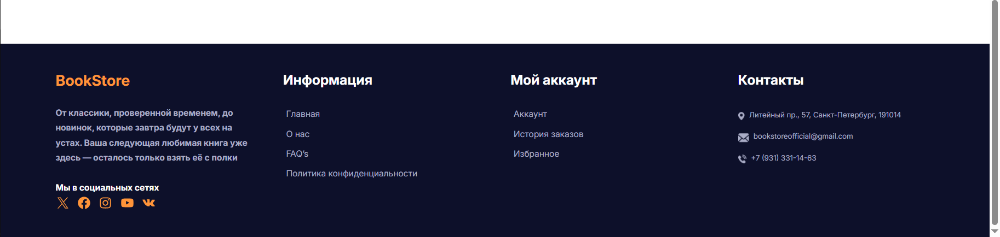 BookStore
От классики, проверенной временем, до
новинок, которые завтра будут у всех на
устах. Ваша следующая любимая книга уже
здесь — осталось только взять её с полки
Мы в социальных сетях
Информация
Главная
О нас
FAQ’s
Политика конфиденциальности
Мой аккаунт
Аккаунт
История заказов
Избранное
Контакты
Литейный пр., 57, Санкт-Петербург, 191014
bookstoreofficial@gmail.com
+7 (931) 331-14-63